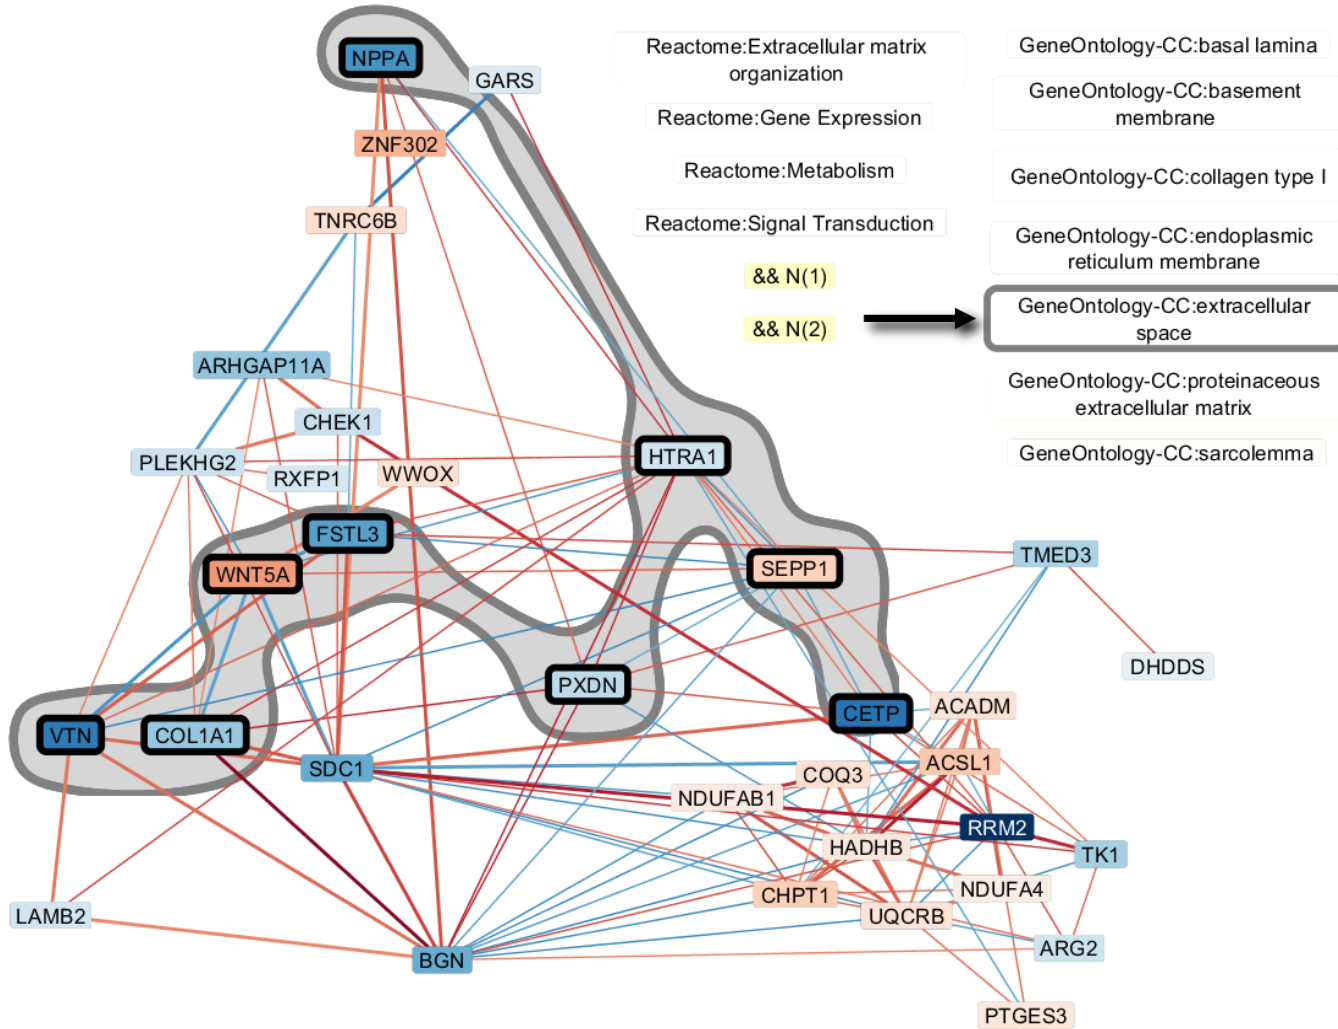 NPPA
GARS
ZNF302
TNRC6B
ARHGAP11A
CHEK1
PLEKHG2
RXFP1
WWOX
HTRA1
FSTL3
WNT5A
SEPP1
TMED3
DHDDS
PXDN
VTN
COL1A1
CETP
ACADM
SDC1
COQ3
ACSL1
NDUFAB1
RRM2
HADHB
TK1
CHPT1
NDUFA4
UQCRB
LAMB2
BGN
ARG2
PTGES3
Reactome:Extracellular matrix
organization
Reactome:Gene Expression
Reactome:Metabolism
Reactome:Signal Transduction
&& N(1)
&& N(2)
GeneOntology-CC:basal lamina
GeneOntology-CC:basement
membrane
GeneOntology-CC:collagen type I
GeneOntology-CC:endoplasmic
reticulum membrane
GeneOntology-CC:extracellular
space
GeneOntology-CC:proteinaceous
extracellular matrix
GeneOntology-CC:sarcolemma